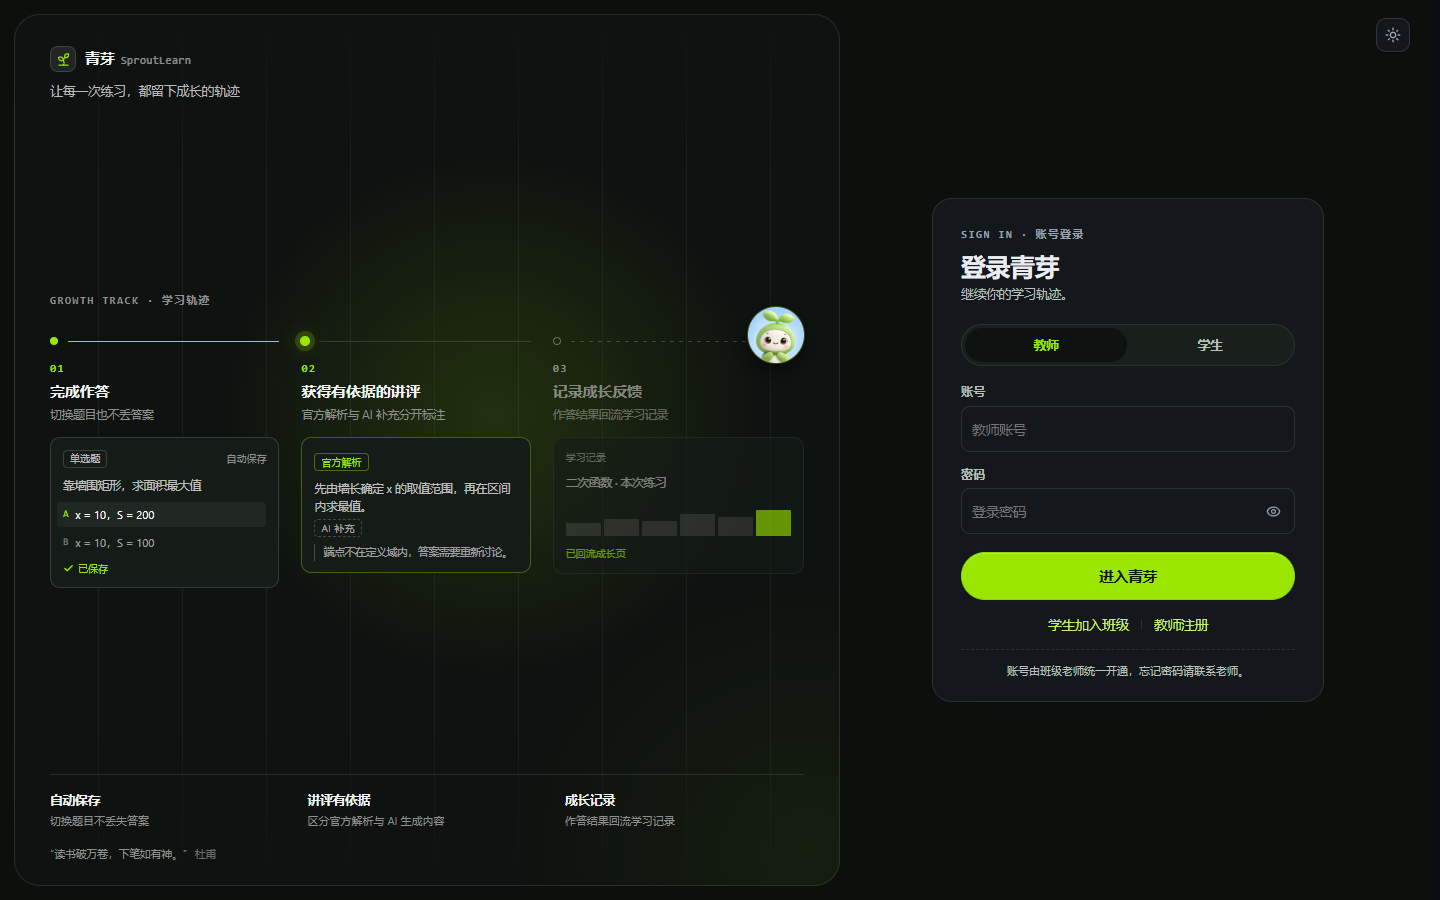 青芽 SproutLearn
让每一次练习，都留下成长的轨迹
GROWTH TRACK · 学习轨迹
01
完成作答
切换题目也不丢答案
单选题 自动保存
靠墙围矩形，求面积最大值
A x = 10，S = 200
B x = 10，S = 100
已保存
02
获得有依据的讲评
官方解析与 AI 补充分开标注
官方解析
先由墙长确定 x 的取值范围，再在区间
内求最值。
AI 补充
端点不在定义域内，答案需要重新讨论。
03
记录成长反馈
作答结果回流学习记录
学习记录
二次函数 · 本次练习
已回流成长页
自动保存
切换题目不丢失答案
讲评有依据
区分官方解析与 AI 生成内容
成长记录
作答结果回流学习记录
“读书破万卷，下笔如有神。” 杜甫
SIGN IN · 账号登录
登录青芽
继续你的学习轨迹。
教师 学生
账号
教师账号
密码
登录密码
进入青芽
学生加入班级 教师注册
账号由班级老师统一开通，忘记密码请联系老师。